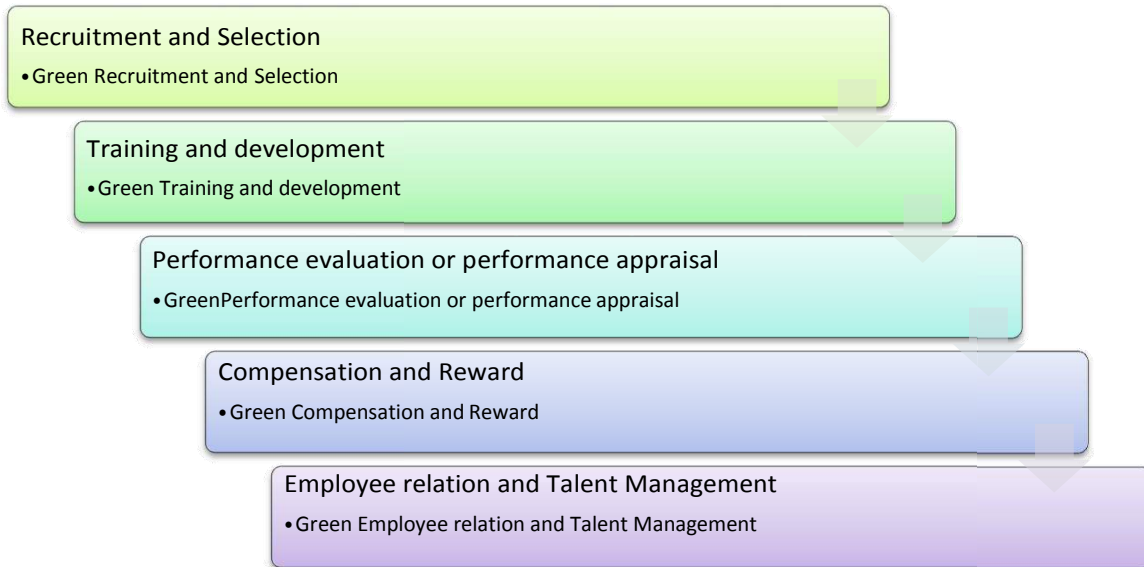 Recruitment and Selection
•Green Recruitment and Selection
Training and development
•Green Training and development
Performance evaluation or performance appraisal
•GreenPerformance evaluation or performance appraisal
Compensation and Reward
•Green Compensation and Reward
Employee relation and Talent Management
•Green Employee relation and Talent Management